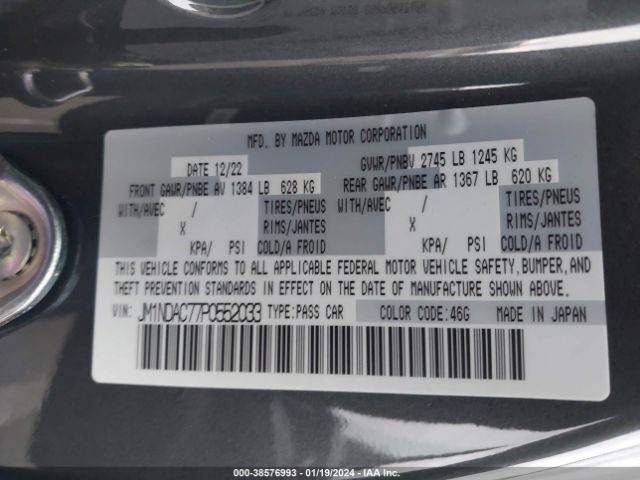 MFD. BY MAZDA MOTOR CORPORATION
DATE 12/22 GVWR/PNBV 2745 LB 1245 KG
FRONT GAWR/PNBE AV 1384 LB 628 KG REAR GAWR/PNBE AR 1367 LB 620 KG
WITH/AVEC / TIRES/PNEUS WITH/AVEC / TIRES/PNEUS
X RIMS/JANTES X RIMS/JANTES
KPA/ PSI COLD/A FROID KPA/ PSI COLD/A FROID
THIS VEHICLE CONFORMS TO ALL APPLICABLE FEDERAL MOTOR VEHICLE SAFETY, BUMPER, AND
THEFT PREVENTION STANDARDS IN EFFECT ON THE DATE OF MANUFACTURE SHOWN ABOVE.
VIN: JM1NDAC77P0552033 TYPE:PASS CAR COLOR CODE:46G MADE IN JAPAN
000-38576993 - 01/19/2024 - IAA Inc.